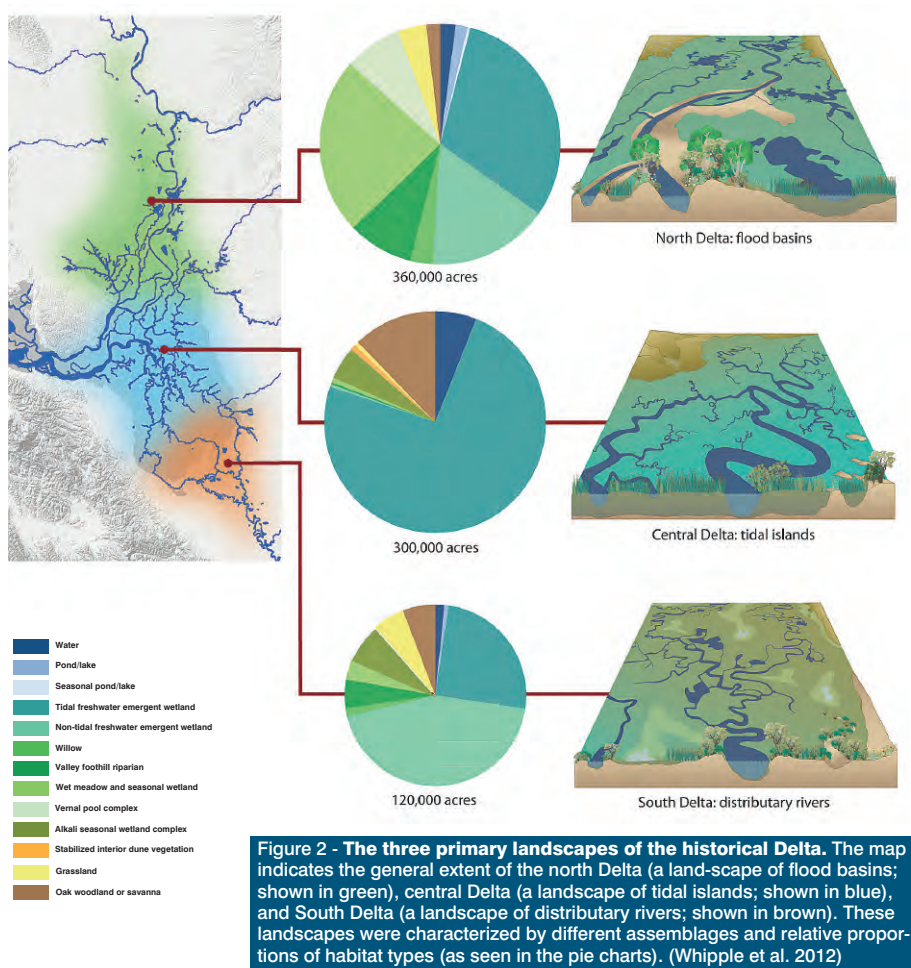 360,000 acres
North Delta: flood basins
300,000 acres
Central Delta: tidal islands
120,000 acres
South Delta: distributary rivers
Water
Pond/lake
Seasonal pond/lake
Tidal freshwater emergent wetland
Non-tidal freshwater emergent wetland
Willow
Valley foothill riparian
Wet meadow and seasonal wetland
Vernal pool complex
Alkali seasonal wetland complex
Stabilized interior dune vegetation
Grassland
Oak woodland or savanna
Figure 2 - The three primary landscapes of the historical Delta. The map
indicates the general extent of the north Delta (a land-scape of flood basins;
shown in green), central Delta (a landscape of tidal islands; shown in blue),
and South Delta (a landscape of distributary rivers; shown in brown). These
landscapes were characterized by different assemblages and relative propor-
tions of habitat types (as seen in the pie charts). (Whipple et al. 2012)